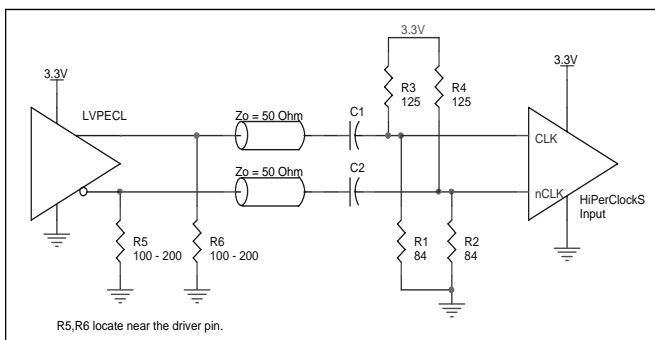 3.3V
3.3V
3.3V
LVPECL
R3
125
R4
125
Zo = 50 Ohm
C1
CLK
Zo = 50 Ohm
C2
nCLK
HiPerClockS
Input
R5
100 - 200
R6
100 - 200
R1
84
R2
84
R5,R6 locate near the driver pin.